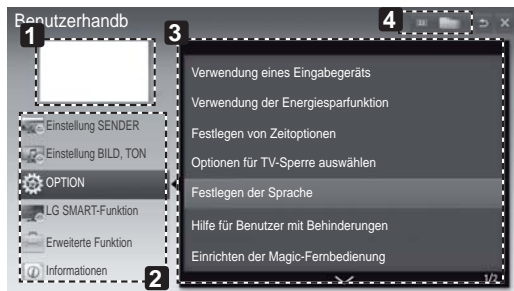 Benutzerhandb
4
1
3
Verwendung eines Eingabegeräts
Verwendung der Energiesparfunktion
Festlegen von Zeitoptionen
Optionen für TV-Sperre auswählen
Festlegen der Sprache
Hilfe für Benutzer mit Behinderungen
Einrichten der Magic-Fernbedienung
1/2
Einstellung SENDER
Einstellung BILD, TON
OPTION
LG SMART-Funktion
Erweiterte Funktion
Informationen
2